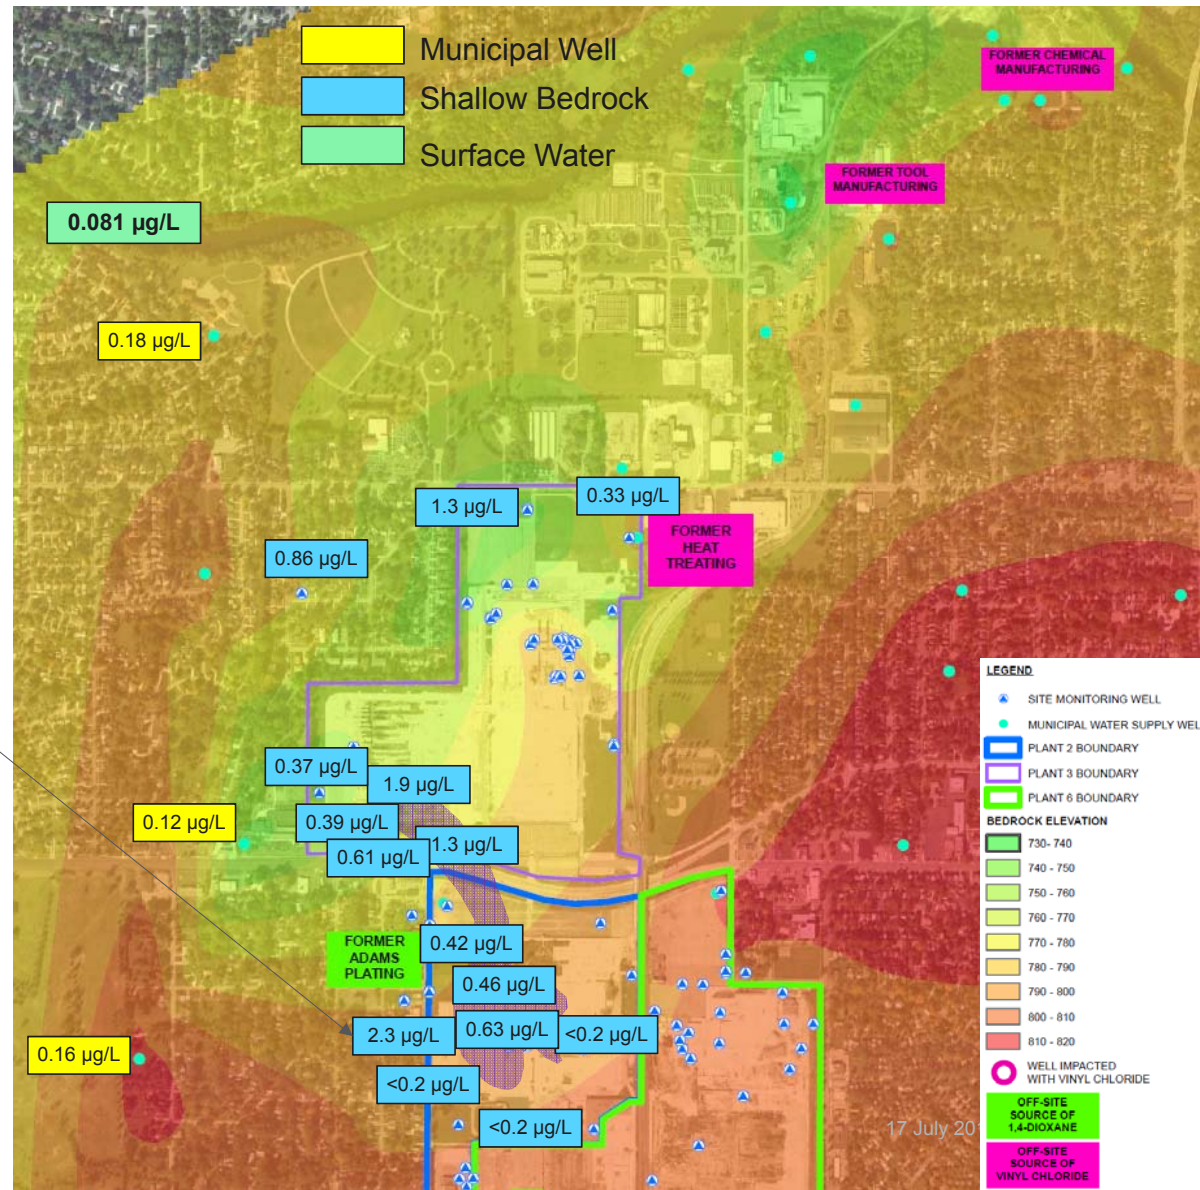 Municipal Well
Shallow Bedrock
Surface Water
FORMER CHEMICAL
MANUFACTURING
FORMER TOOL
MANUFACTURING
0.081 µg/L
0.18 µg/L
1.3 µg/L
0.33 µg/L
FORMER
HEAT
TREATING
0.86 µg/L
0.37 µg/L
1.9 µg/L
0.12 µg/L
0.39 µg/L
0.61 µg/L
1.3 µg/L
FORMER
ADAMS
PLATING
0.42 µg/L
0.46 µg/L
2.3 µg/L
0.63 µg/L
<0.2 µg/L
0.16 µg/L
<0.2 µg/L
<0.2 µg/L
17 July 201
LEGEND
SITE MONITORING WELL
MUNICIPAL WATER SUPPLY WEL
PLANT 2 BOUNDARY
PLANT 3 BOUNDARY
PLANT 6 BOUNDARY
BEDROCK ELEVATION
730- 740
740 - 750
750 - 760
760 - 770
770 - 780
780 - 790
790 - 800
800 - 810
810 - 820
WELL IMPACTED
WITH VINYL CHLORIDE
OFF-SITE
SOURCE OF
1,4-DIOXANE
OFF-SITE
SOURCE OF
VINYL CHLORIDE